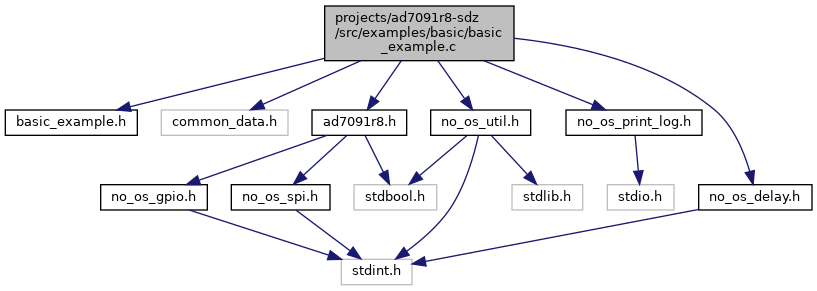 projects/ad7091r8-sdz
/src/examples/basic/basic
_example.c
basic_example.h
common_data.h
ad7091r8.h
no_os_util.h
no_os_print_log.h
no_os_gpio.h
no_os_spi.h
stdbool.h
stdlib.h
stdio.h
no_os_delay.h
stdint.h